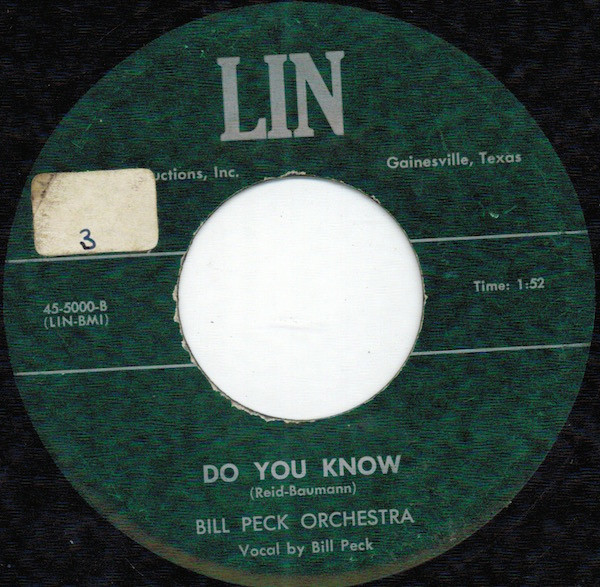 LIN
uctions, Inc.
Gainesville, Texas
3
Time: 1:52
45-5000-B
(LIN-BMI)
DO YOU KNOW
(Reid-Baumann)
BILL PECK ORCHESTRA
Vocal by Bill Peck